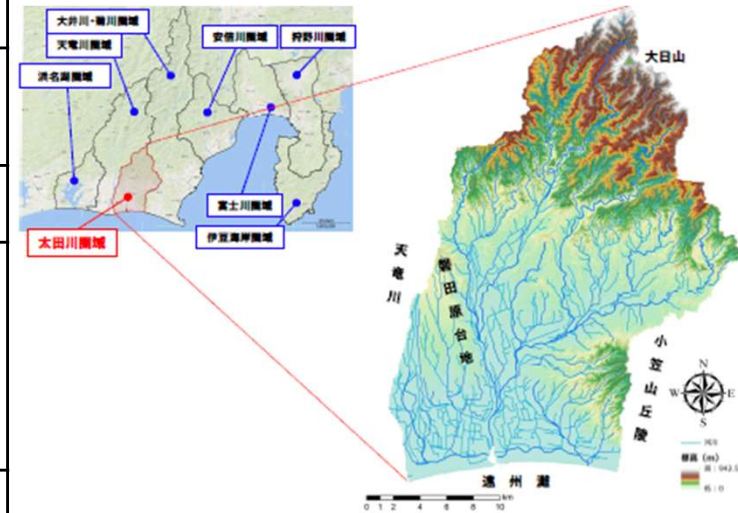 大井川・菊川圏域
天竜川圏域
浜名湖圏域
安倍川圏域
狩野川圏域
富士川圏域
伊豆海岸圏域
太田川圏域
大日山
天竜川
磐田原台地
小笠山丘陵
遠州灘
N
W
E
S
河川
標高(m)
低:0
km
0 1 2 4 6 8 10